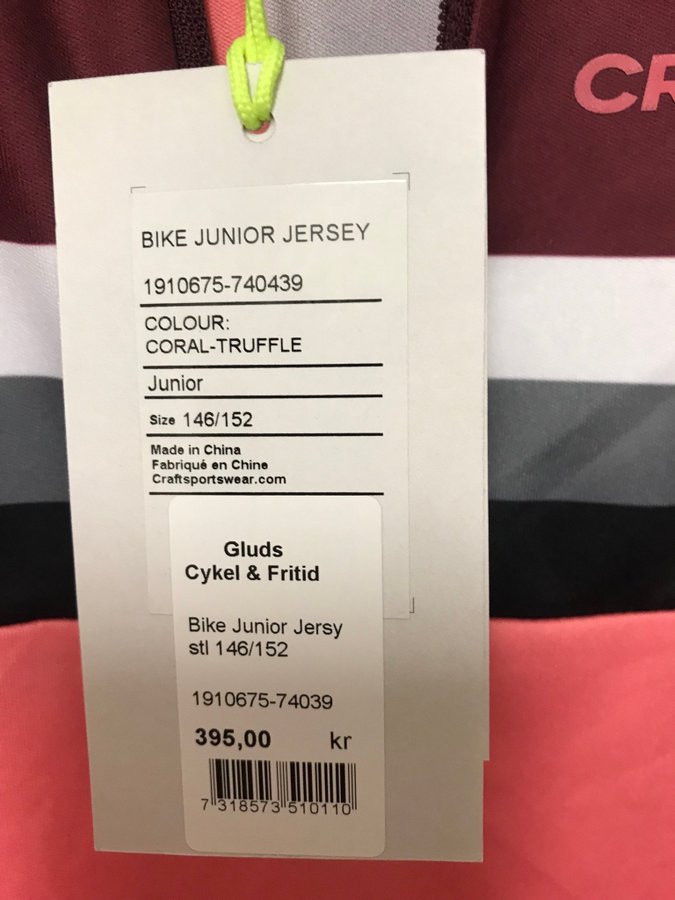 CR
BIKE JUNIOR JERSEY
1910675-740439
COLOUR:
CORAL-TRUFFLE
Junior
Size 146/152
Made in China
Fabriqué en Chine
Craftsportswear.com
Gluds
Cykel & Fritid
Bike Junior Jersy
stl 146/152
1910675-74039
395,00 kr
7 318573 510110